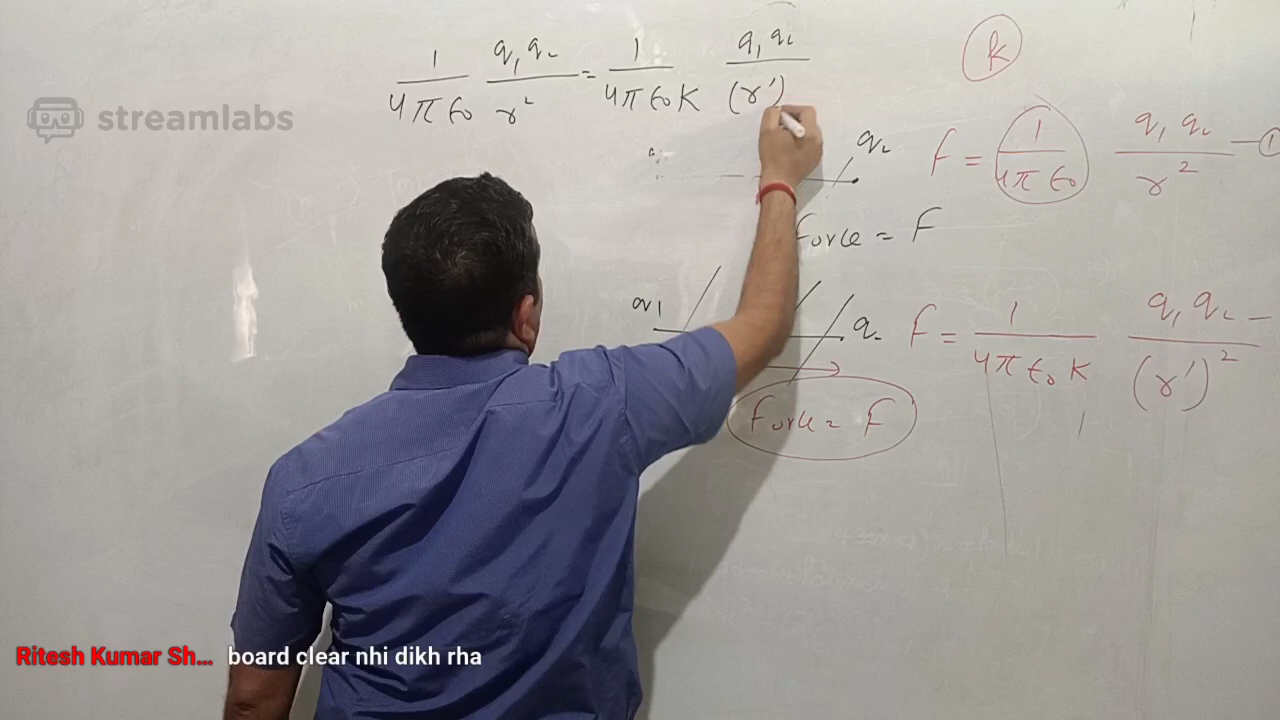 1/4πε₀ q₁q₂/r² = 1/4πε₀K q₁q₂/(r')
K
streamlabs
q₂
F = 1/4πε₀ q₁q₂/r² — 1
Force = F
q₁
q₂
F = 1/4πε₀K q₁q₂/(r')² —
Force = F
Ritesh Kumar Sh... board clear nhi dikh rha